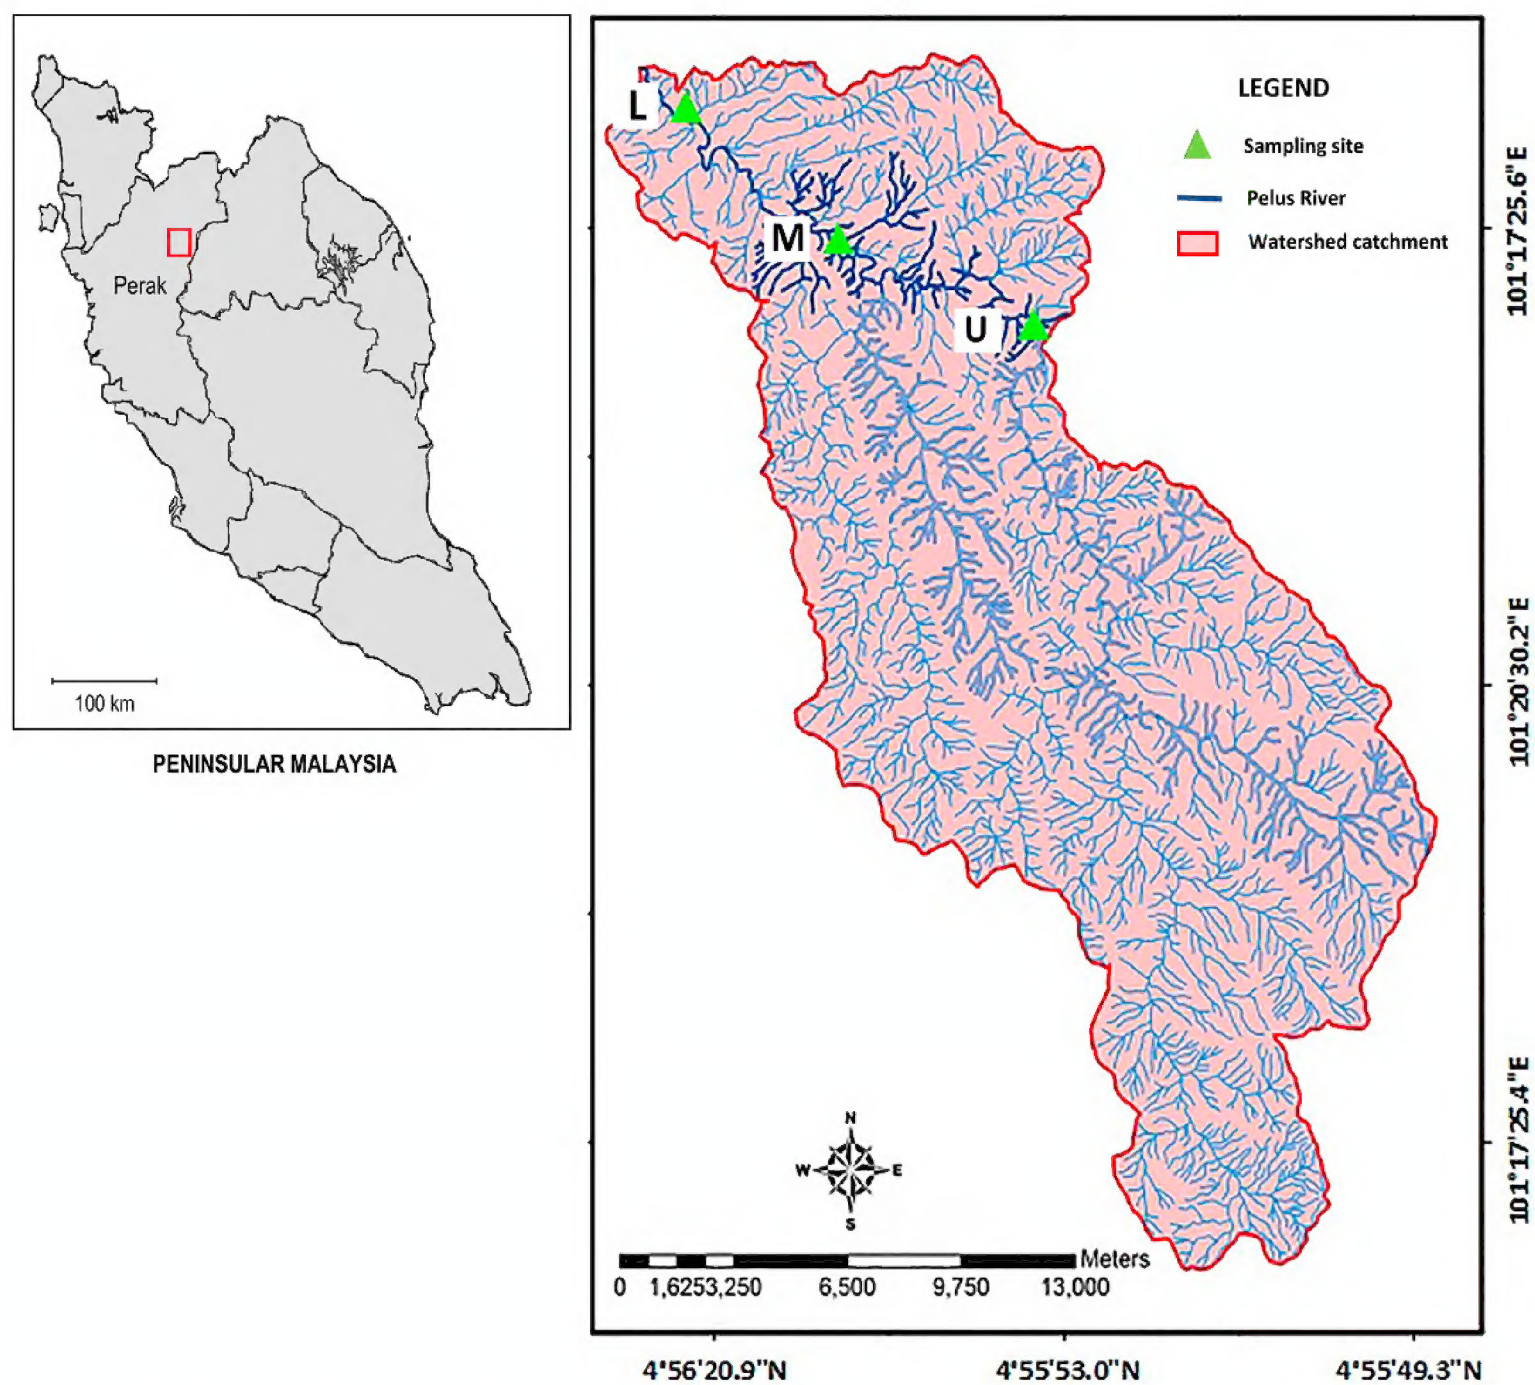 Perak
100 km
PENINSULAR MALAYSIA
L
M
U
LEGEND
Sampling site
Pelus River
Watershed catchment
101°17'25.6"E
101°20'30.2"E
101°17'25.4"E
N
W E
S
Meters
0 1,6253,250 6,500 9,750 13,000
4°56'20.9"N 4°55'53.0"N 4°55'49.3"N